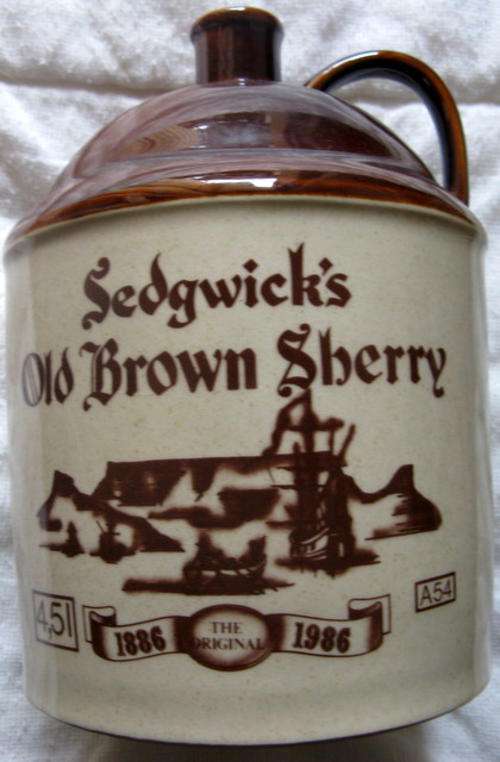 Sedgwick's
Old Brown Sherry
4,5l
A54
1886 THE ORIGINAL 1986